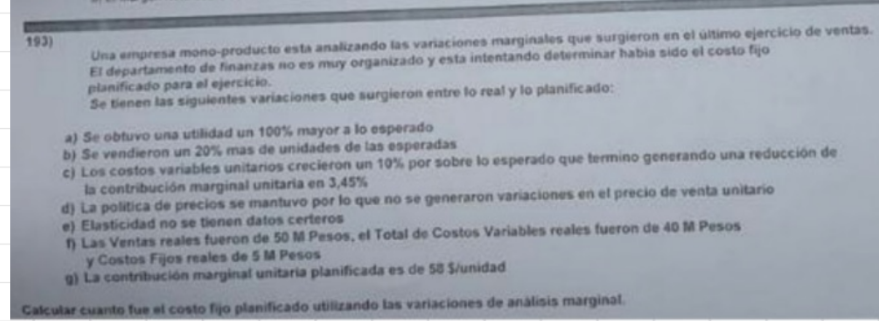 193)
Una empresa mono-producto esta analizando las variaciones marginales que surgieron en el último ejercicio de ventas.
El departamento de finanzas no es muy organizado y esta intentando determinar habia sido el costo fijo
planificado para el ejercicio.
Se tienen las siguientes variaciones que surgieron entre lo real y lo planificado:
a) Se obtuvo una utilidad un 100% mayor a lo esperado
b) Se vendieron un 20% mas de unidades de las esperadas
c) Los costos variables unitarios crecieron un 10% por sobre lo esperado que termino generando una reducción de
la contribución marginal unitaria en 3,45%
d) La política de precios se mantuvo por lo que no se generaron variaciones en el precio de venta unitario
e) Elasticidad no se tienen datos certeros
f) Las Ventas reales fueron de 50 M Pesos, el Total de Costos Variables reales fueron de 40 M Pesos
y Costos Fijos reales de 5 M Pesos
g) La contribución marginal unitaria planificada es de 58 $/unidad
Calcular cuanto fue el costo fijo planificado utilizando las variaciones de análisis marginal.